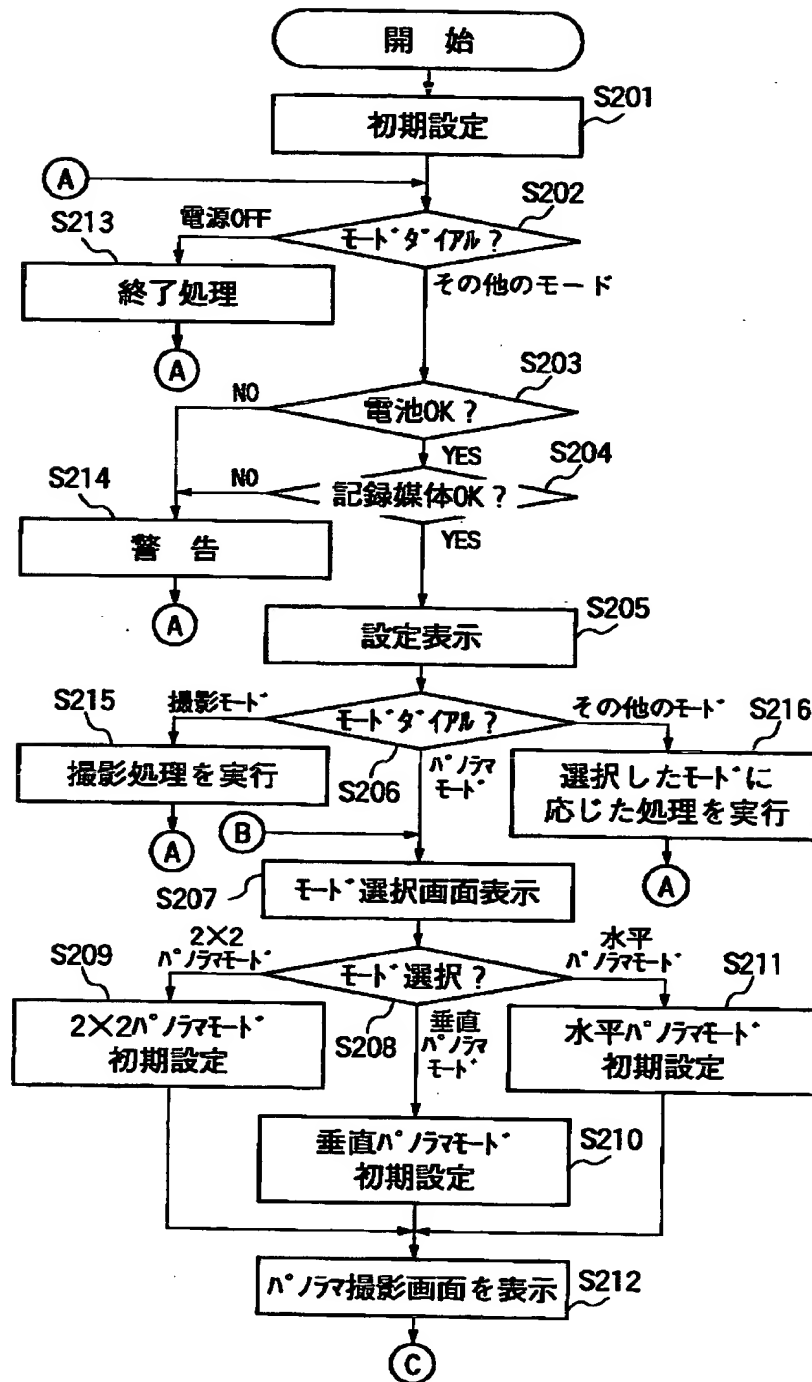 開 始
S201
初期設定
A
S202
モードダイアル?
電源OFF
S213
終了処理
A
その他のモード
S203
電池OK?
NO
YES
S204
記録媒体OK?
NO
YES
S214
警 告
A
S205
設定表示
S206
モードダイアル?
撮影モード
S215
撮影処理を実行
A
その他のモード
S216
選択したモードに
応じた処理を実行
A
パノラマ
モード
B
S207
モード選択画面表示
S208
モード選択?
2×2
パノラマモード
S209
2×2パノラマモード
初期設定
垂直
パノラマ
モード
S210
垂直パノラマモード
初期設定
水平
パノラマモード
S211
水平パノラマモード
初期設定
パノラマ撮影画面を表示
S212
C